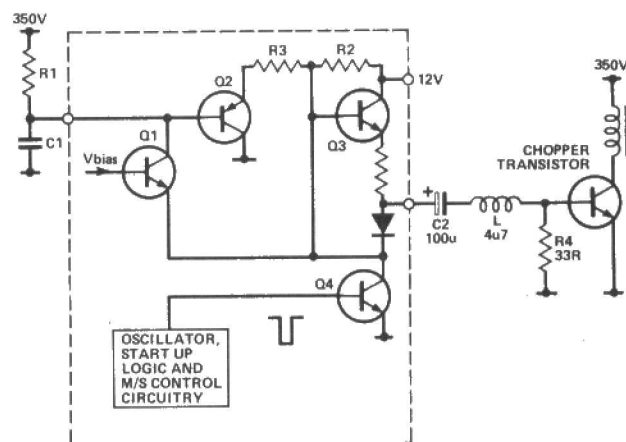 350V
R1
C1
Q2
R3
R2
12V
Q1
Vbias
Q3
Q4
OSCILLATOR,
START UP
LOGIC AND
M/S CONTROL
CIRCUITRY
+
C2
100u
L
4u7
R4
33R
CHOPPER
TRANSISTOR
350V